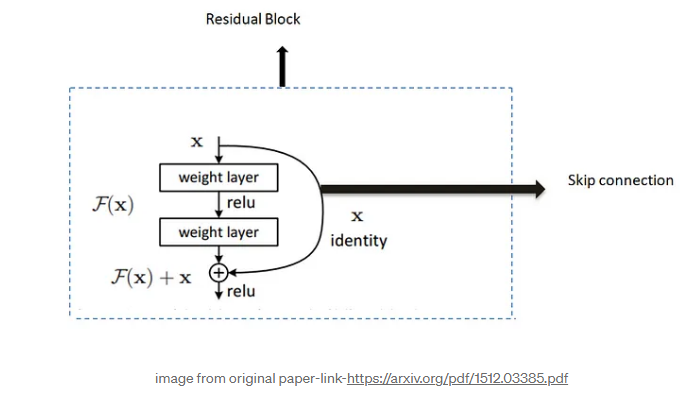 Residual Block
x
weight layer
relu
F(x)
weight layer
x
identity
F(x) + x
relu
Skip connection
image from original paper-link-https://arxiv.org/pdf/1512.03385.pdf